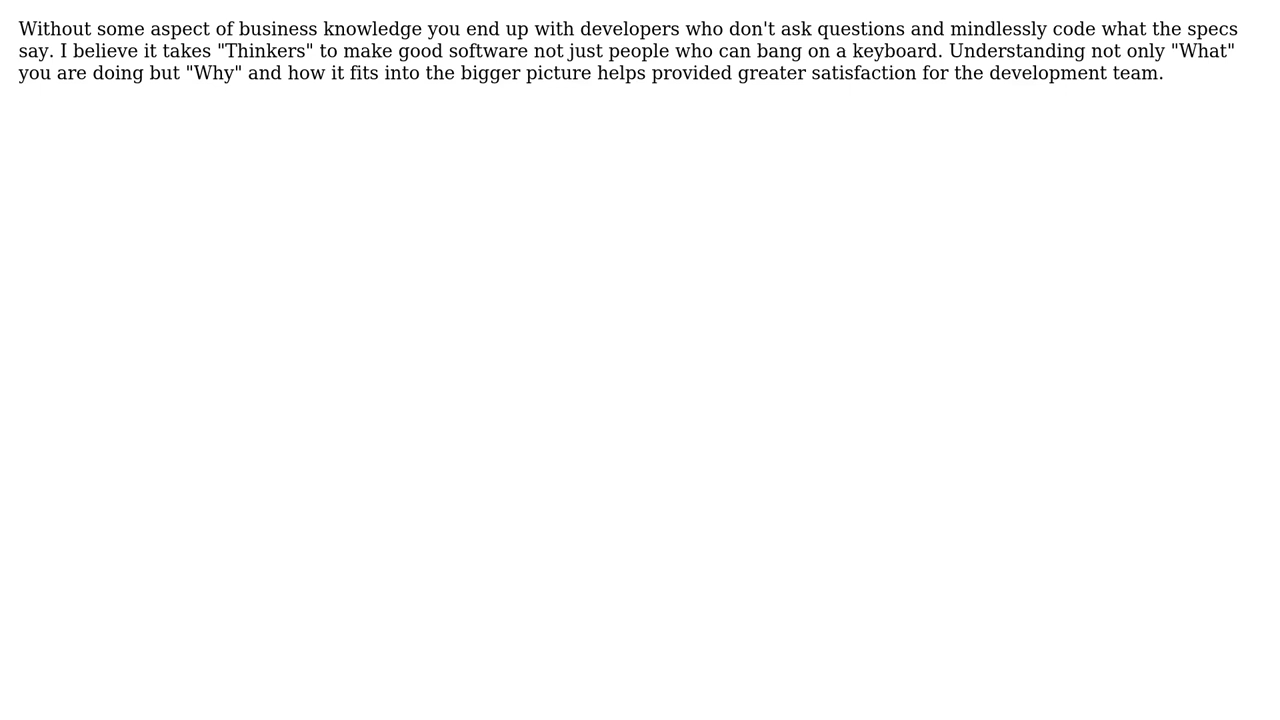 Without some aspect of business knowledge you end up with developers who don't ask questions and mindlessly code what the specs
say. I believe it takes "Thinkers" to make good software not just people who can bang on a keyboard. Understanding not only "What"
you are doing but "Why" and how it fits into the bigger picture helps provided greater satisfaction for the development team.